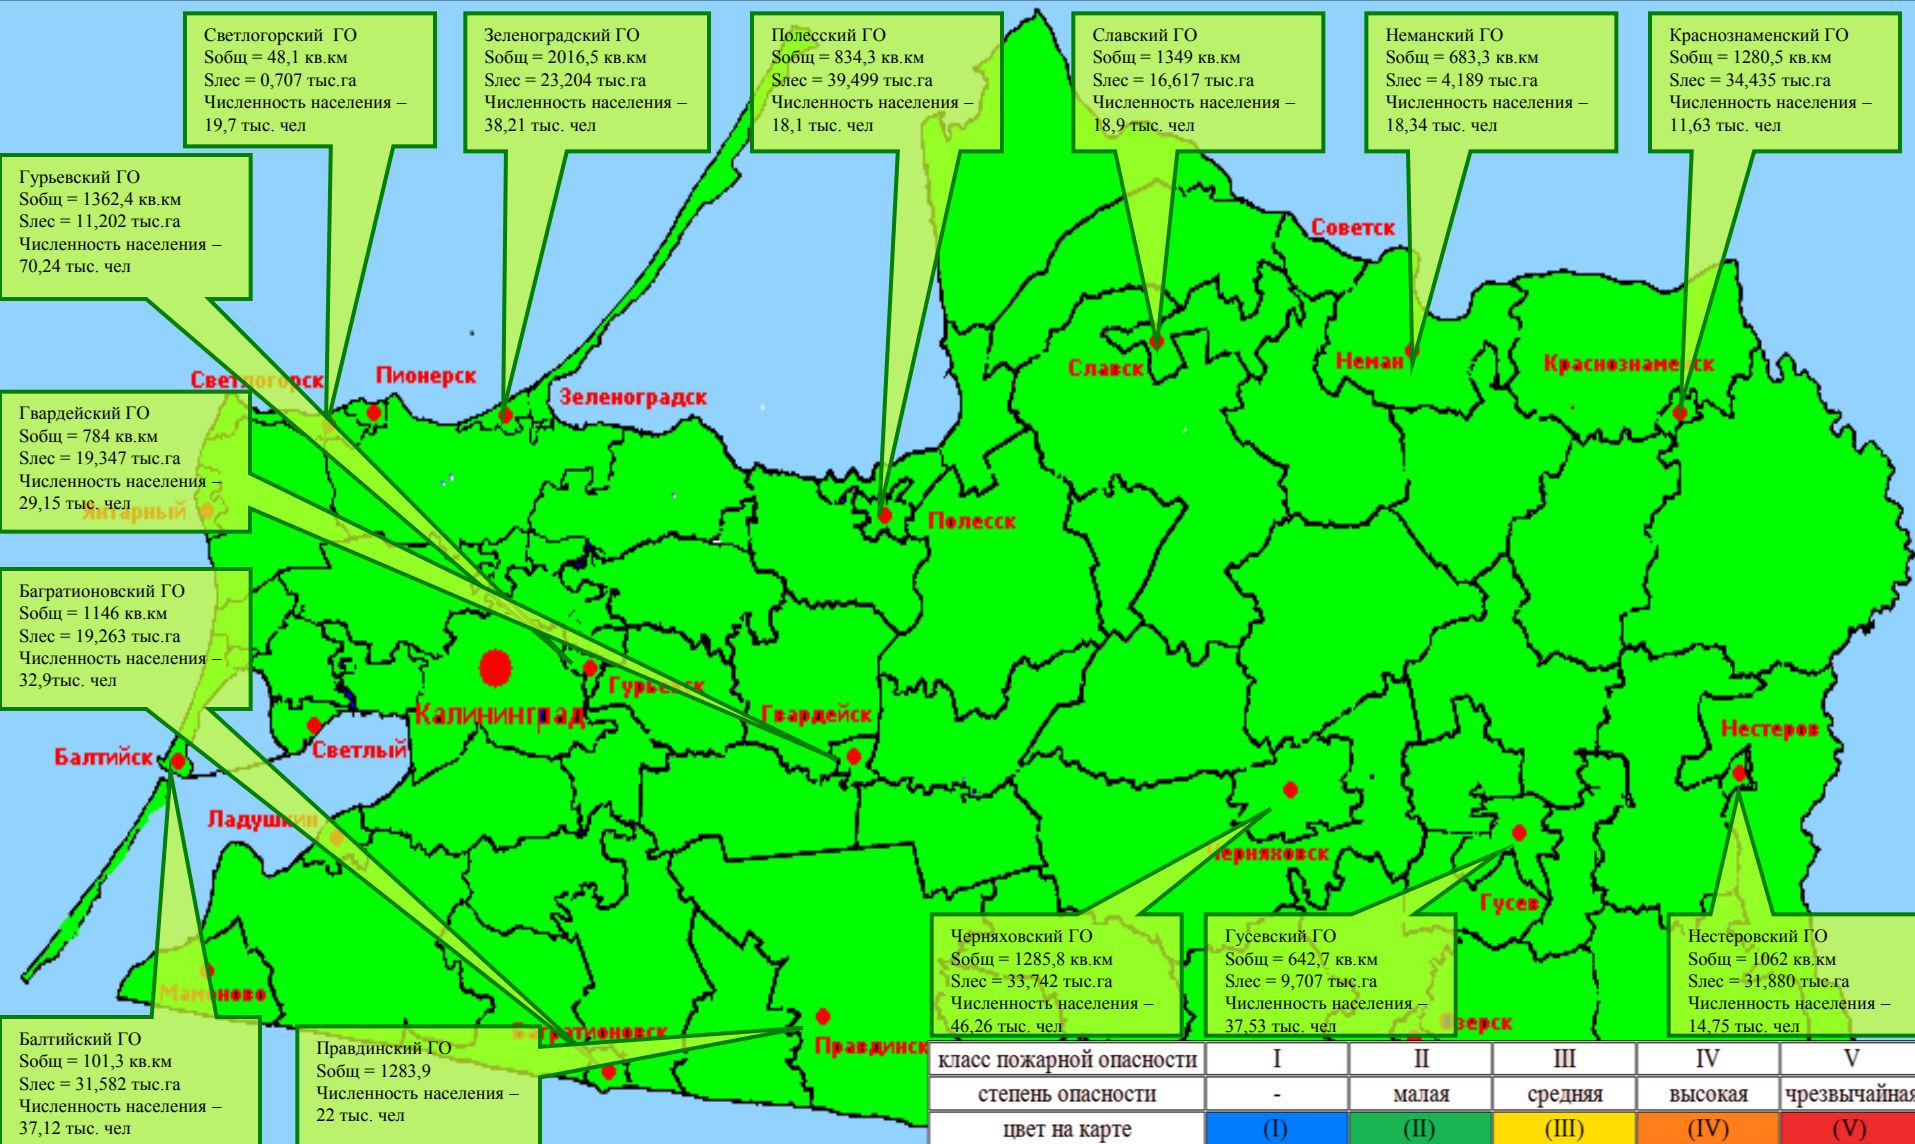 Светлогорский ГО
Sобщ = 48,1 кв.км
Sлес = 0,707 тыс.га
Численность населения –
19,7 тыс. чел
Зеленоградский ГО
Sобщ = 2016,5 кв.км
Sлес = 23,204 тыс.га
Численность населения –
38,21 тыс. чел
Полесский ГО
Sобщ = 834,3 кв.км
Sлес = 39,499 тыс.га
Численность населения –
18,1 тыс. чел
Славский ГО
Sобщ = 1349 кв.км
Sлес = 16,617 тыс.га
Численность населения –
18,9 тыс. чел
Неманский ГО
Sобщ = 683,3 кв.км
Sлес = 4,189 тыс.га
Численность населения –
18,34 тыс. чел
Краснознаменский ГО
Sобщ = 1280,5 кв.км
Sлес = 34,435 тыс.га
Численность населения –
11,63 тыс. чел
Гурьевский ГО
Sобщ = 1362,4 кв.км
Sлес = 11,202 тыс.га
Численность населения –
70,24 тыс. чел
Советск
Славск
Неман
Краснознаменск
Светлогорск
Пионерск
Зеленоградск
Гвардейский ГО
Sобщ = 784 кв.км
Sлес = 19,347 тыс.га
Численность населения –
29,15 тыс. чел
Янтарный
Полесск
Багратионовский ГО
Sобщ = 1146 кв.км
Sлес = 19,263 тыс.га
Численность населения –
32,9тыс. чел
Гурьевск
Калининград
Гвардейск
Светлый
Балтийск
Нестеров
Ладушкин
Черняховск
Гусев
Мамоново
Багратионовск
Правдинск
Озерск
Черняховский ГО
Sобщ = 1285,8 кв.км
Sлес = 33,742 тыс.га
Численность населения –
46,26 тыс. чел
Гусевский ГО
Sобщ = 642,7 кв.км
Sлес = 9,707 тыс.га
Численность населения –
37,53 тыс. чел
Нестеровский ГО
Sобщ = 1062 кв.км
Sлес = 31,880 тыс.га
Численность населения –
14,75 тыс. чел
Балтийский ГО
Sобщ = 101,3 кв.км
Sлес = 31,582 тыс.га
Численность населения –
37,12 тыс. чел
Правдинский ГО
Sобщ = 1283,9
Численность населения –
22 тыс. чел
класс пожарной опасности I II III IV V
степень опасности - малая средняя высокая чрезвычайная
цвет на карте (I) (II) (III) (IV) (V)